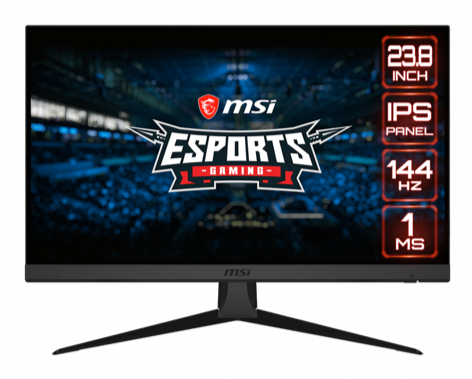 msi
ESPORTS
- GAMING -
23.8
INCH
IPS
PANEL
144
HZ
1
MS
msi